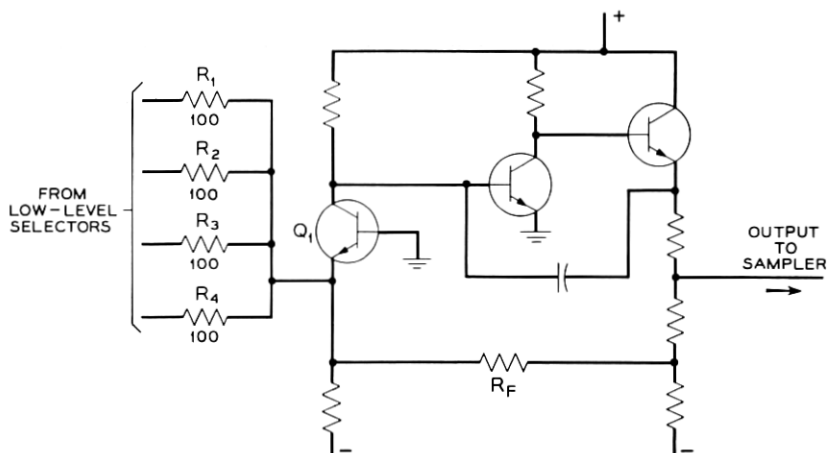 +
R1
100
R2
100
FROM
LOW-LEVEL
SELECTORS
R3
100
R4
100
Q1
OUTPUT
TO
SAMPLER
RF
−
−